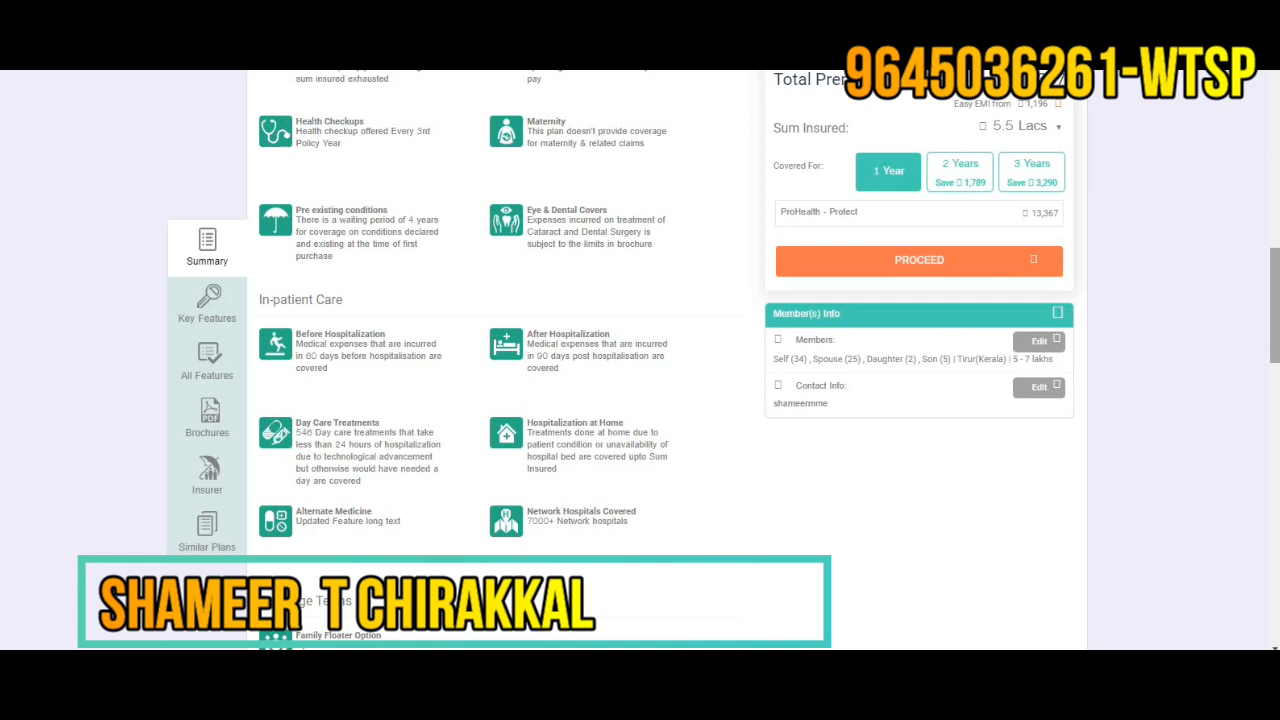 9645036261-WTSP
sum insured exhausted
pay
Health Checkups
Health checkup offered Every 3rd
Policy Year
Maternity
This plan doesn't provide coverage
for maternity & related claims
Pre existing conditions
There is a waiting period of 4 years
for coverage on conditions declared
and existing at the time of first
purchase
Eye & Dental Covers
Expenses incurred on treatment of
Cataract and Dental Surgery is
subject to the limits in brochure
In-patient Care
Before Hospitalization
Medical expenses that are incurred
in 60 days before hospitalisation are
covered
After Hospitalization
Medical expenses that are incurred
in 90 days post hospitalisation are
covered
Day Care Treatments
546 Day care treatments that take
less than 24 hours of hospitalization
due to technological advancement
but otherwise would have needed a
day are covered
Hospitalization at Home
Treatments done at home due to
patient condition or unavailability of
hospital bed are covered upto Sum
Insured
Alternate Medicine
Updated Feature long text
Network Hospitals Covered
7000+ Network hospitals
Family Floater Option
Summary
Key Features
All Features
Brochures
PDF
Insurer
Similar Plans
Total
Easy EMI from 1,196
Sum Insured: 5.5 Lacs
Covered For:
1 Year
2 Years
Save 1,789
3 Years
Save 3,290
ProHealth - Protect 13,367
PROCEED
Member(s) Info
Members: Edit
Self (34) , Spouse (25) , Daughter (2) , Son (5) | Tirur(Kerala) | 5 - 7 lakhs
Contact Info: Edit
shameermme
SHAMEER T CHIRAKKAL